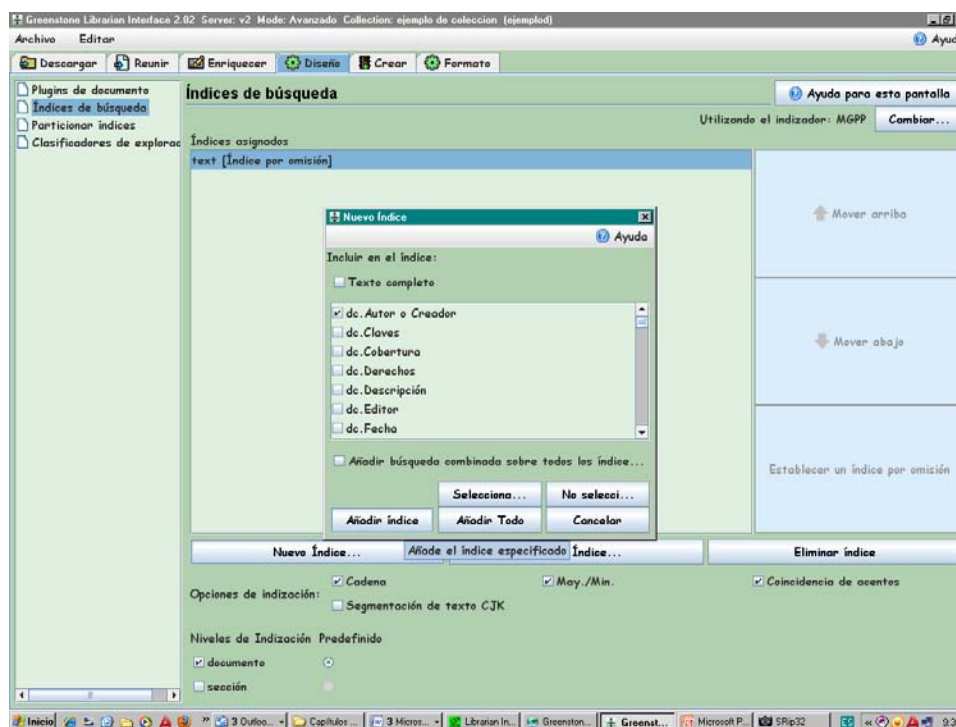 Greenstone Librarian Interface 2.82 Server: v2 Mode: Avanzado Collection: ejemplo de coleccion (ejemplod)
Archivo Editar Ayud
Descargar Reunir Enriquecer Diseño Crear Formato
Plugins de documento
Índices de búsqueda
Particionar índices
Clasificadores de explorac
Índices de búsqueda
Ayuda para esta pantalla
Utilizando el indizador: MGPP Cambiar...
Índices asignados
text [Índice por omisión]
Mover arriba
Mover abajo
Establecer un índice por omisión
Nuevo Índice
Ayuda
Incluir en el índice:
Texto completo
dc.Autor o Creador
dc.Claves
dc.Cobertura
dc.Derechos
dc.Descripción
dc.Editor
dc.Fecha
Añadir búsqueda combinada sobre todos los índice...
Selecciona... No selecci...
Añadir índice Añadir Todo Cancelar
Nuevo Índice... Añade el índice especificado Índice... Eliminar índice
Opciones de indización:
Cadena May./Min. Coincidencia de acentos
Segmentación de texto CJK
Niveles de Indización Predefinido
documento
sección
Inicio 3 Outloo... Capítulos ... 3 Micros... Librarian In... Greenston... Greenst... Microsoft P... SRip32 ES